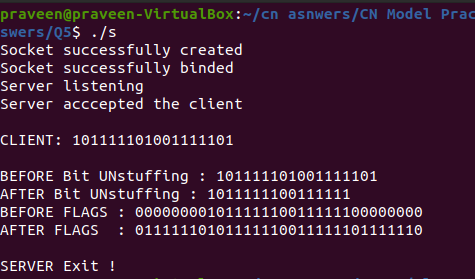 praveen@praveen-VirtualBox:~/cn asnwers/CN Model Prac
swers/Q5$ ./s
Socket successfully created
Socket successfully binded
Server listening
Server acccepted the client
CLIENT: 101111101001111101
BEFORE Bit UNstuffing : 101111101001111101
AFTER Bit UNstuffing : 1011111100111111
BEFORE FLAGS : 00000000101111110011111100000000
AFTER FLAGS  : 01111110101111110011111101111110
SERVER Exit !